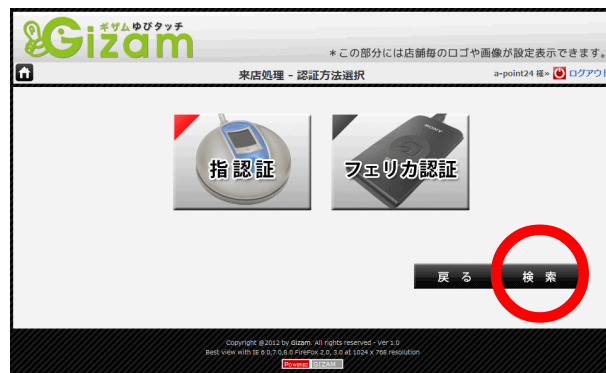 ギザムゆびタッチ
Gizam
＊この部分には店舗毎のロゴや画像が設定表示できます。
来店処理 - 認証方法選択
a-point24 様» ログアウト
指認証
SONY
フェリカ認証
戻る
検索
Copyright @2012 by Gizam. All rights reserved - Ver 1.0
Best view with IE 6.0,7.0,8.0 FireFox 2.0, 3.0 at 1024 x 768 resolution
Powered GIZAM